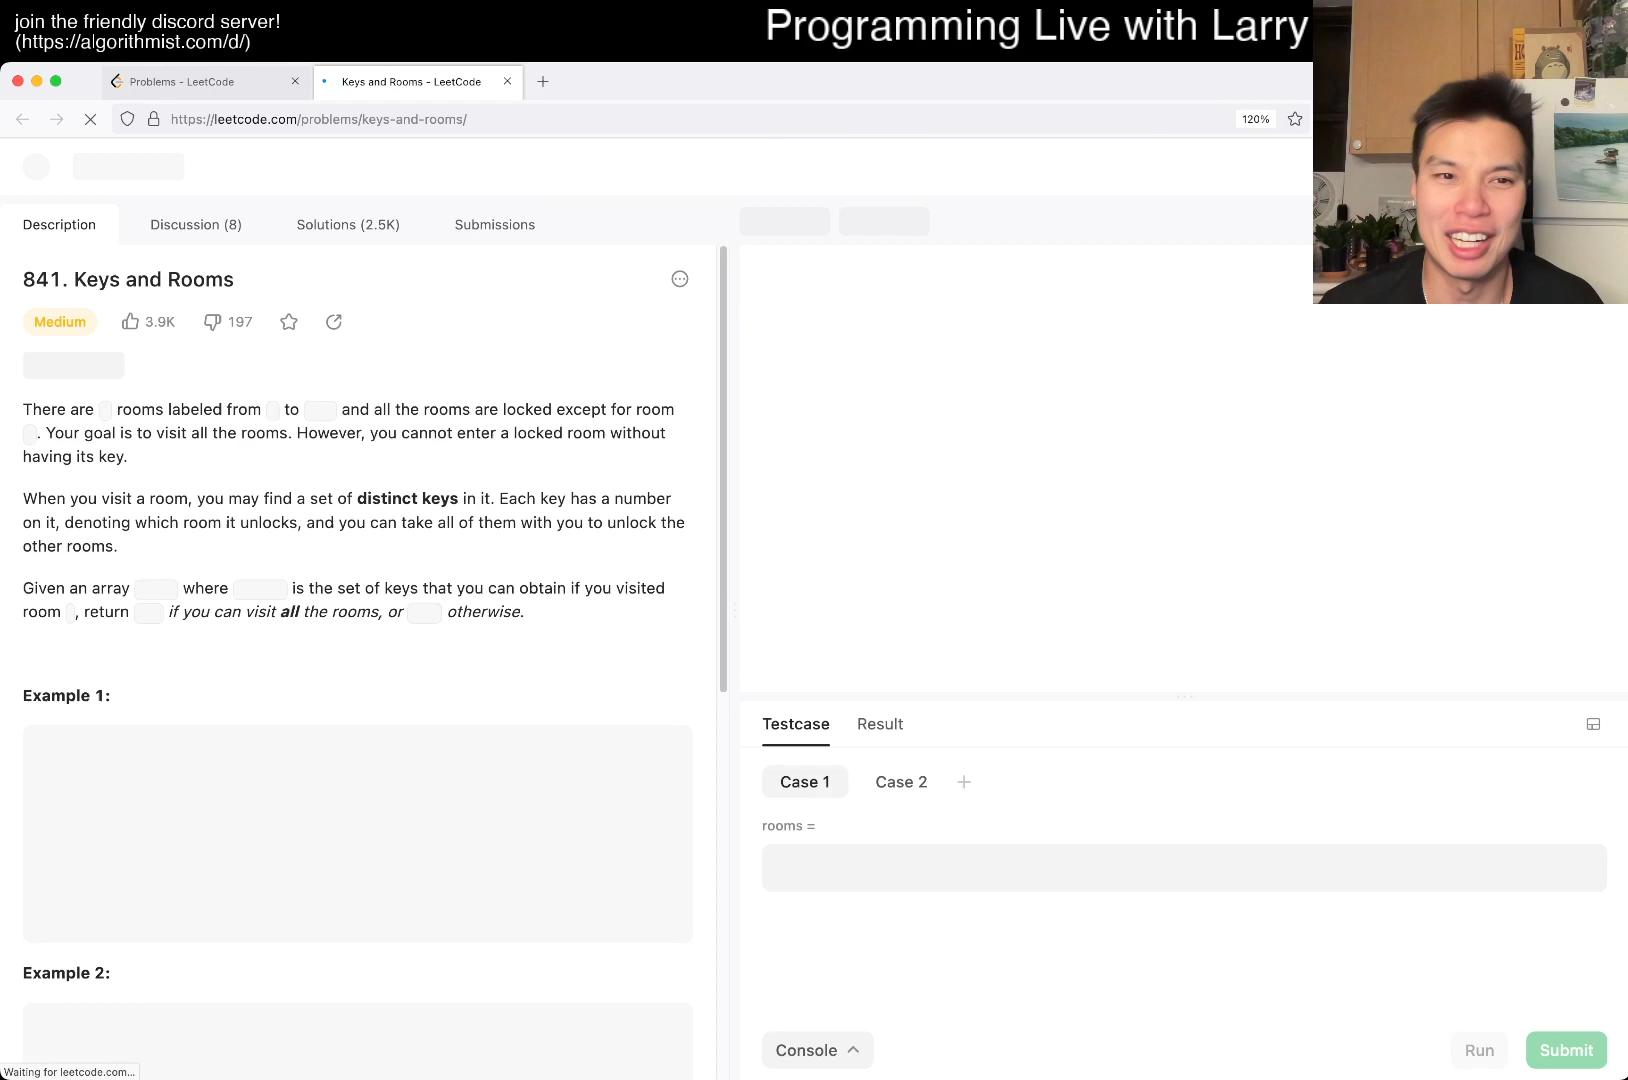 join the friendly discord server!
(https://algorithmist.com/d/)
Programming Live with Larry
Problems - LeetCode
Keys and Rooms - LeetCode
https://leetcode.com/problems/keys-and-rooms/
120%
Description
Discussion (8)
Solutions (2.5K)
Submissions
841. Keys and Rooms
Medium
3.9K
197
There are rooms labeled from to and all the rooms are locked except for room
. Your goal is to visit all the rooms. However, you cannot enter a locked room without
having its key.
When you visit a room, you may find a set of distinct keys in it. Each key has a number
on it, denoting which room it unlocks, and you can take all of them with you to unlock the
other rooms.
Given an array where is the set of keys that you can obtain if you visited
room , return if you can visit all the rooms, or otherwise.
Example 1:
Example 2:
Testcase
Result
Case 1
Case 2
rooms =
Console
Run
Submit
Waiting for leetcode.com...